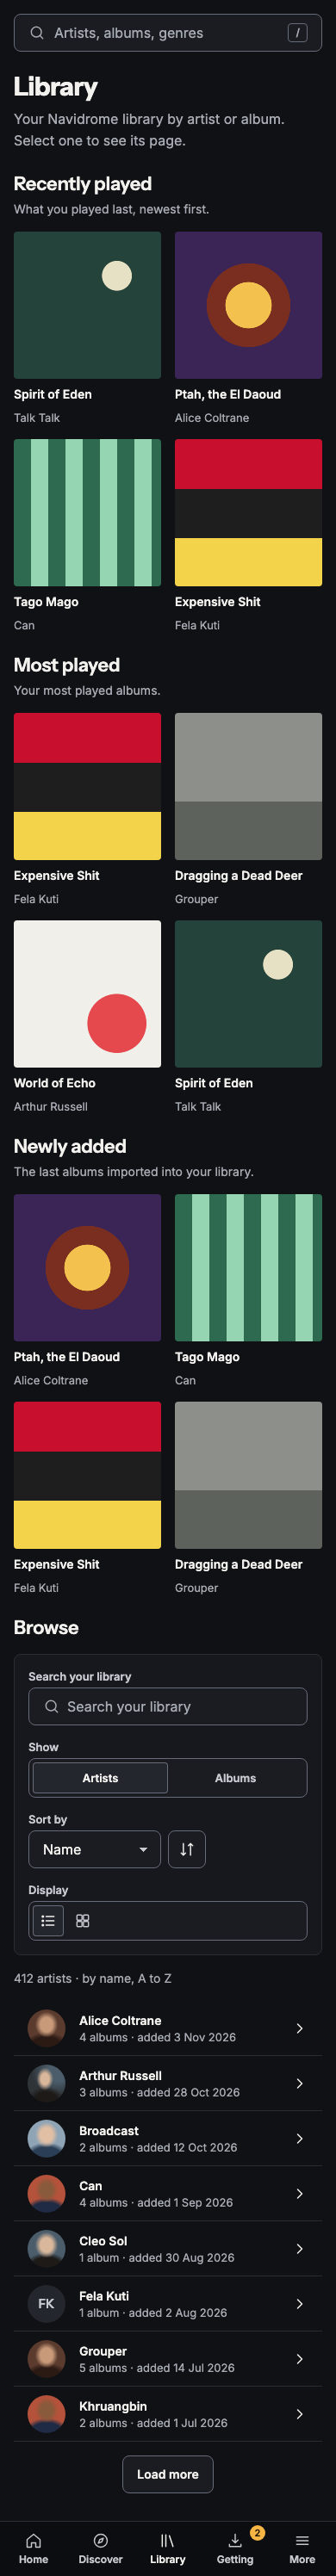 Artists, albums, genres
/
Library
Your Navidrome library by artist or album.
Select one to see its page.
Recently played
What you played last, newest first.
Spirit of Eden
Talk Talk
Ptah, the El Daoud
Alice Coltrane
Tago Mago
Can
Expensive Shit
Fela Kuti
Most played
Your most played albums.
Expensive Shit
Fela Kuti
Dragging a Dead Deer
Grouper
World of Echo
Arthur Russell
Spirit of Eden
Talk Talk
Newly added
The last albums imported into your library.
Ptah, the El Daoud
Alice Coltrane
Tago Mago
Can
Expensive Shit
Fela Kuti
Dragging a Dead Deer
Grouper
Browse
Search your library
Search your library
Show
Artists
Albums
Sort by
Name
Display
412 artists · by name, A to Z
Alice Coltrane
4 albums · added 3 Nov 2026
Arthur Russell
3 albums · added 28 Oct 2026
Broadcast
2 albums · added 12 Oct 2026
Can
4 albums · added 1 Sep 2026
Cleo Sol
1 album · added 30 Aug 2026
FK
Fela Kuti
1 album · added 2 Aug 2026
Grouper
5 albums · added 14 Jul 2026
Khruangbin
2 albums · added 1 Jul 2026
Load more
Home
Discover
Library
2
Getting
More